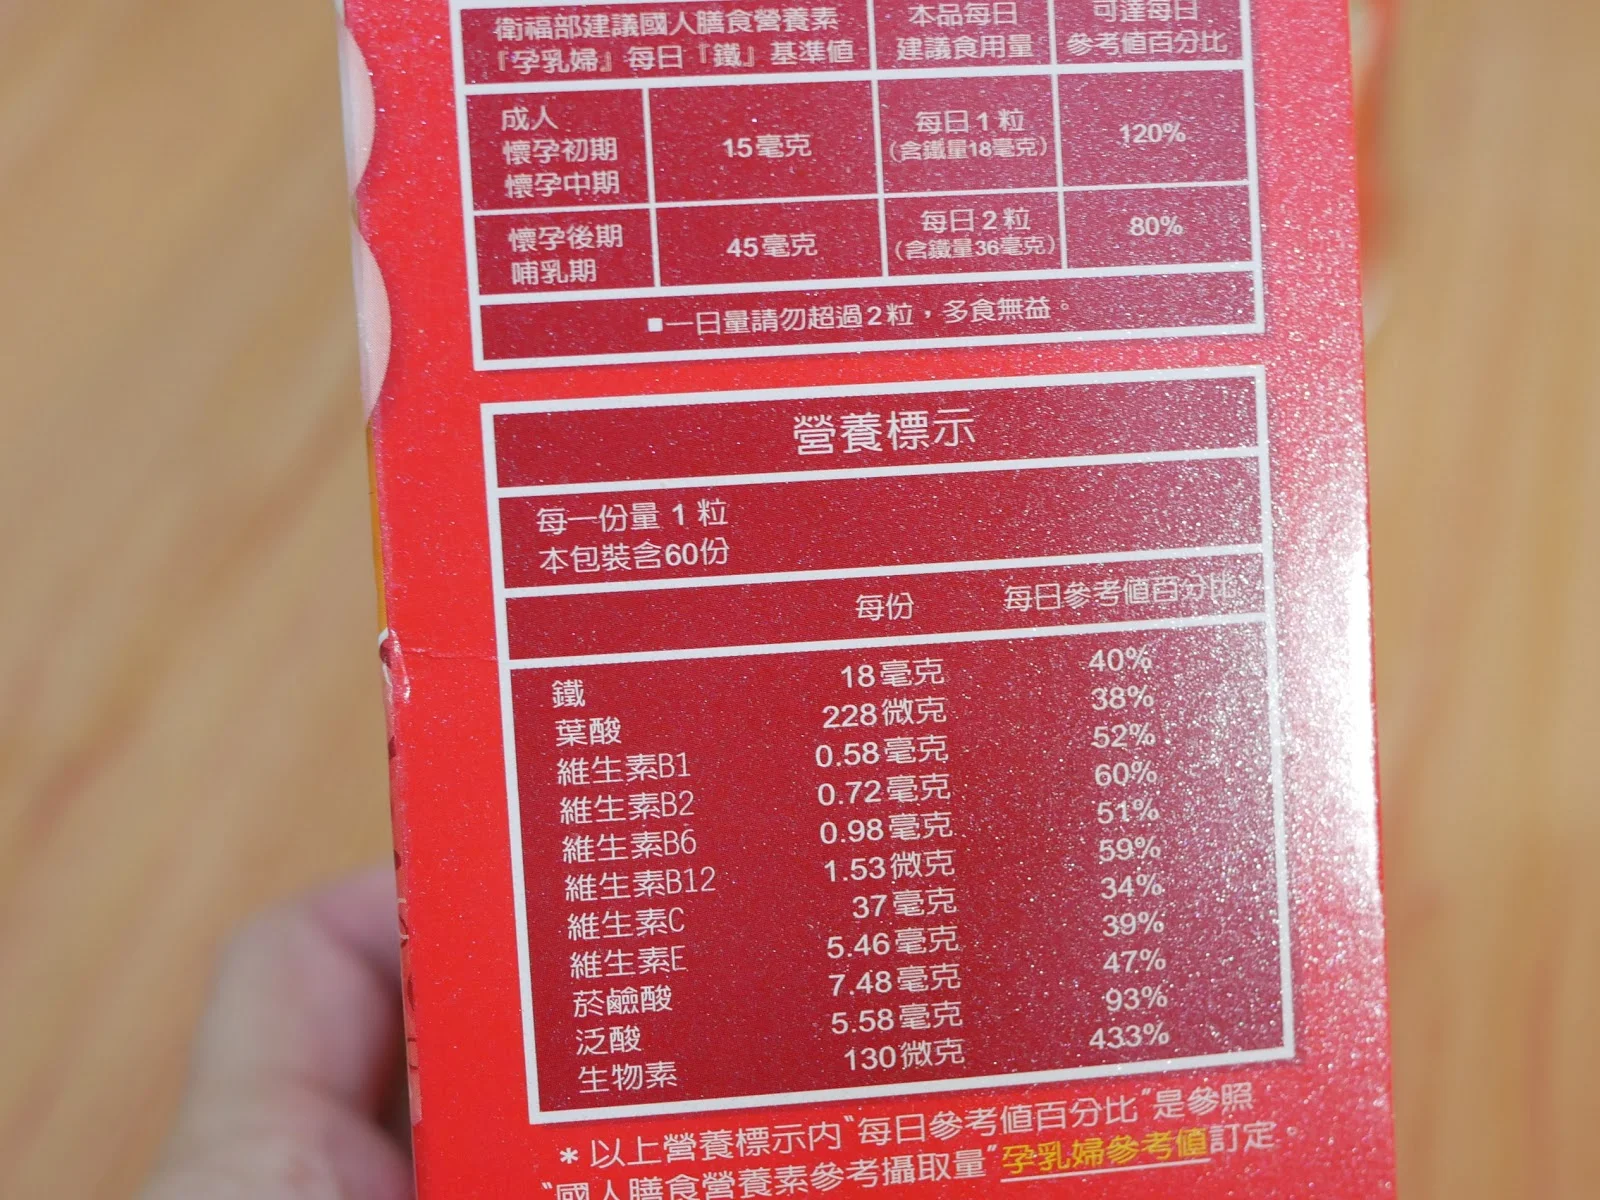 衛福部建議國人膳食營養素 本品每日 可達每日
『孕乳婦』每日『鐵』基準値 建議食用量 參考値百分比
成人
懷孕初期 15毫克 每日1粒 120%
懷孕中期 (含鐵量18毫克)
懷孕後期 45毫克 每日2粒 80%
哺乳期 (含鐵量36毫克)
■一日量請勿超過2粒，多食無益。
營養標示
每一份量 1 粒
本包裝含60份
每份 每日參考値百分比
鐵 18毫克 40%
葉酸 228微克 38%
維生素B1 0.58毫克 52%
維生素B2 0.72毫克 60%
維生素B6 0.98毫克 51%
維生素B12 1.53微克 59%
維生素C 37毫克 34%
維生素E 5.46毫克 39%
菸鹼酸 7.48毫克 47%
泛酸 5.58毫克 93%
生物素 130微克 433%
*以上營養標示內"每日參考値百分比"是參照
"國人膳食營養素參考攝取量"孕乳婦參考値訂定。